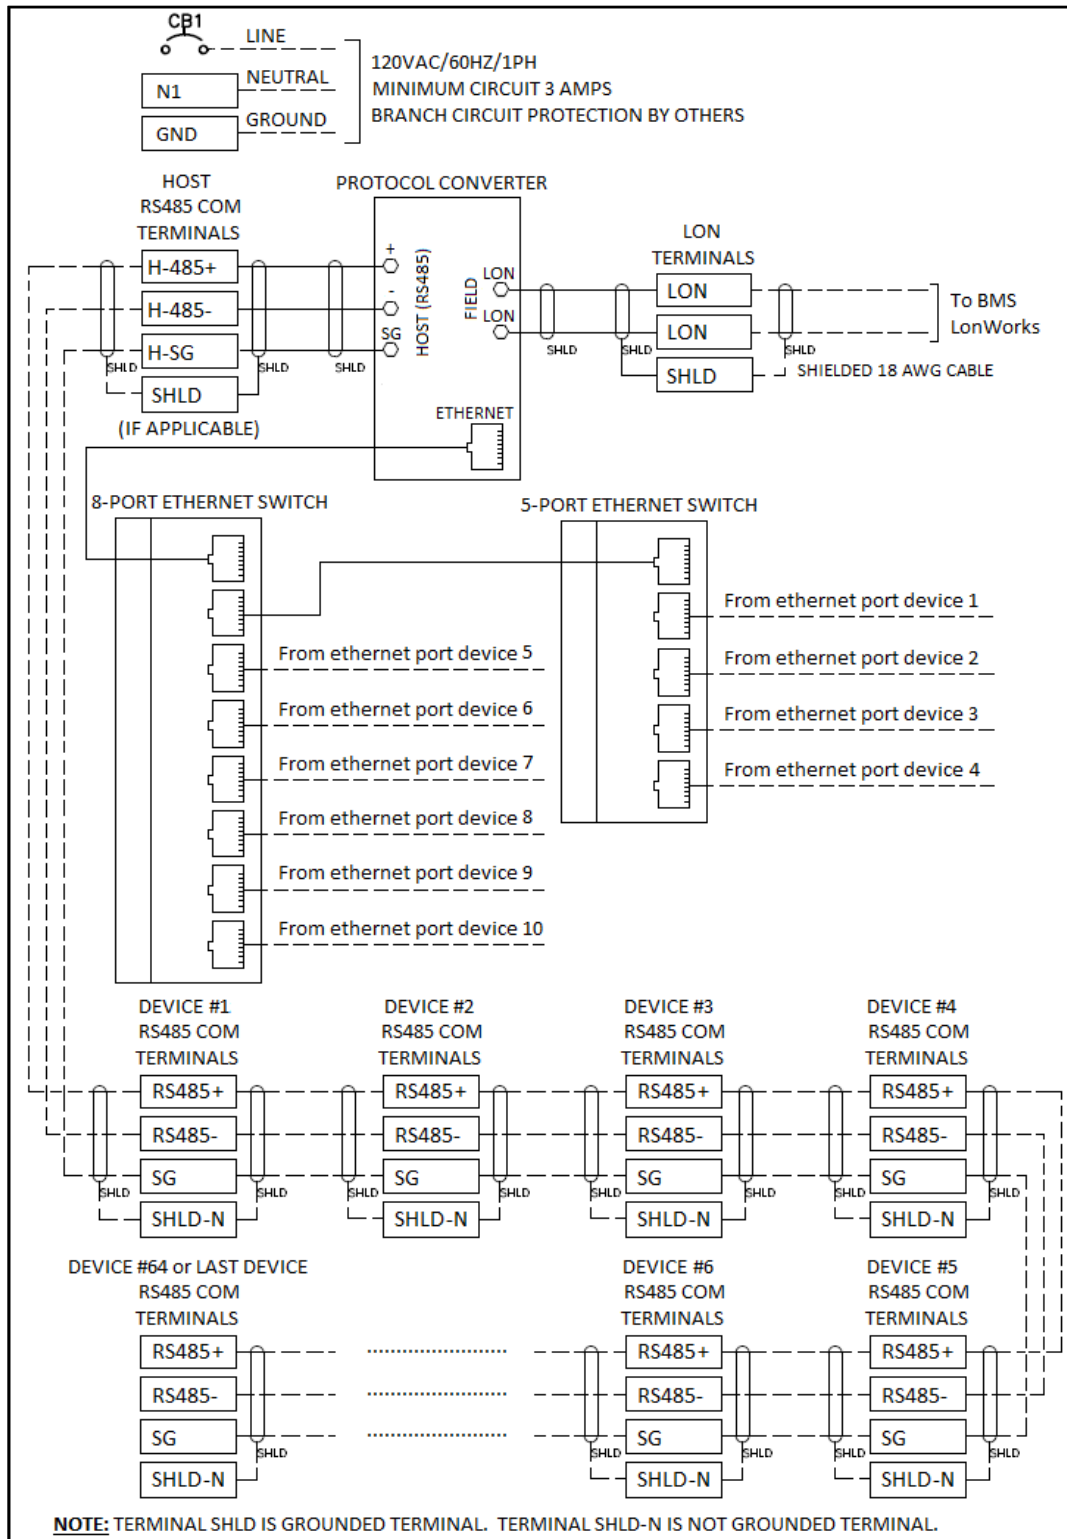 CB1
LINE
120VAC/60HZ/1PH
N1
NEUTRAL
MINIMUM CIRCUIT 3 AMPS
GND
GROUND
BRANCH CIRCUIT PROTECTION BY OTHERS
HOST
RS485 COM
TERMINALS
H-485+
H-485-
H-SG
SHLD
SHLD
SHLD
SHLD
(IF APPLICABLE)
PROTOCOL CONVERTER
+
-
SG
HOST (RS485)
FIELD
LON
LON
ETHERNET
SHLD
SHLD
LON
TERMINALS
LON
LON
SHLD
SHLD
To BMS
LonWorks
SHIELDED 18 AWG CABLE
8-PORT ETHERNET SWITCH
From ethernet port device 5
From ethernet port device 6
From ethernet port device 7
From ethernet port device 8
From ethernet port device 9
From ethernet port device 10
5-PORT ETHERNET SWITCH
From ethernet port device 1
From ethernet port device 2
From ethernet port device 3
From ethernet port device 4
DEVICE #1
RS485 COM
TERMINALS
RS485+
RS485-
SG
SHLD
SHLD
SHLD-N
DEVICE #2
RS485 COM
TERMINALS
RS485+
RS485-
SG
SHLD
SHLD
SHLD-N
DEVICE #3
RS485 COM
TERMINALS
RS485+
RS485-
SG
SHLD
SHLD
SHLD-N
DEVICE #4
RS485 COM
TERMINALS
RS485+
RS485-
SG
SHLD
SHLD
SHLD-N
DEVICE #64 or LAST DEVICE
RS485 COM
TERMINALS
RS485+
RS485-
SG
SHLD
SHLD-N
DEVICE #6
RS485 COM
TERMINALS
RS485+
RS485-
SG
SHLD
SHLD
SHLD-N
DEVICE #5
RS485 COM
TERMINALS
RS485+
RS485-
SG
SHLD
SHLD
SHLD-N
NOTE: TERMINAL SHLD IS GROUNDED TERMINAL. TERMINAL SHLD-N IS NOT GROUNDED TERMINAL.